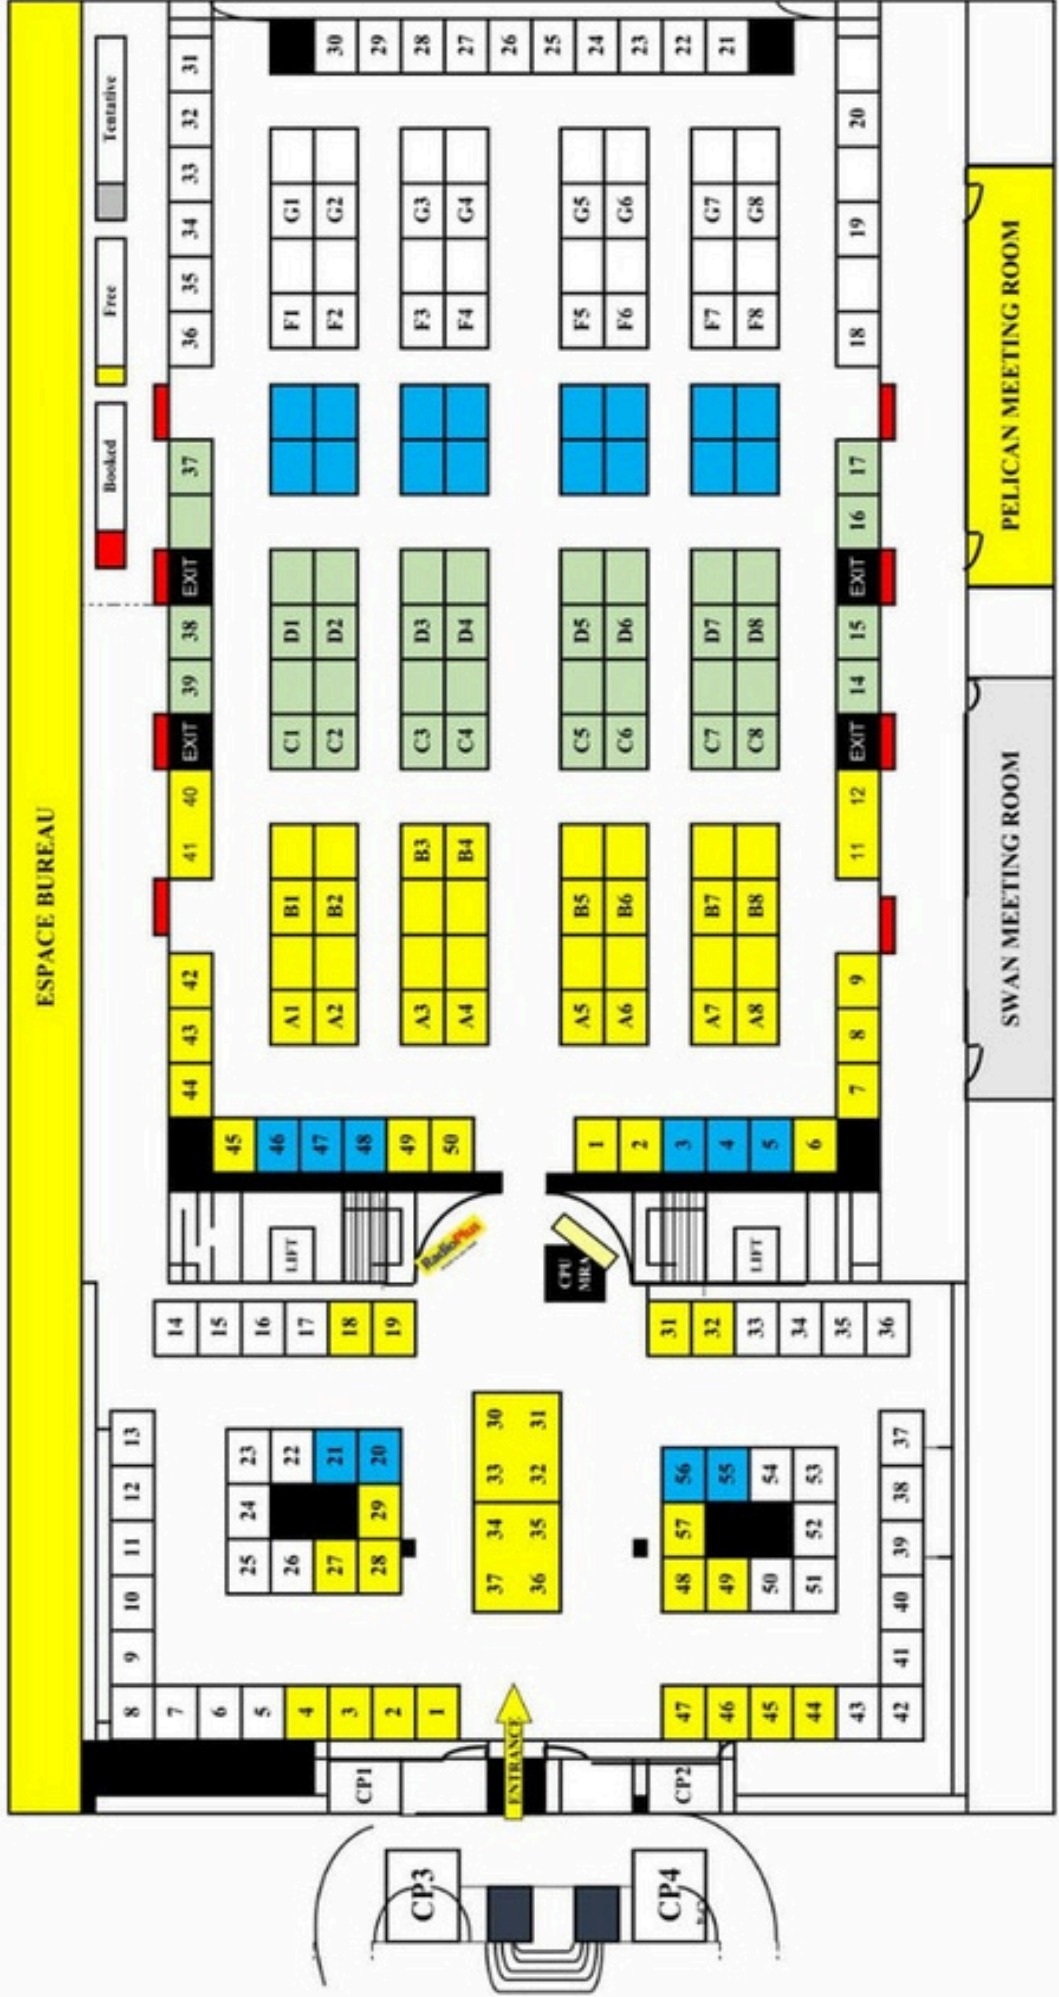 30 29 28 27 26 25 24 23 22 21
31
32
33
34
35
36
Tentative
Free
Booked
20
19
18
G1 G2 G3 G4 G5 G6 G7 G8
F1 F2 F3 F4 F5 F6 F7 F8
PELICAN MEETING ROOM
37
EXIT
38
39
EXIT
17
16
EXIT
15
14
EXIT
D1 D2 D3 D4 D5 D6 D7 D8
C1 C2 C3 C4 C5 C6 C7 C8
ESPACE BUREAU
SWAN MEETING ROOM
40
41
12
11
B3 B4
B1 B2 B5 B6 B7 B8
A1 A2 A3 A4 A5 A6 A7 A8
42
43
44
9
8
7
45 46 47 48 49 50
1 2 3 4 5 6
LIFT
RadioPlus
CPU
MRA
LIFT
14 15 16 17 18 19
31 32 33 34 35 36
13
12
11
10
9
8 7 6 5 4 3 2 1
23 22 21 20
24 29
25 26 27 28
30 31
33 32
34 35
37 36
56 55 54 53
57 52
48 49 50 51
37
38
39
40
41
47 46 45 44 43 42
ENTRANCE
CP1
CP2
CP3
CP4